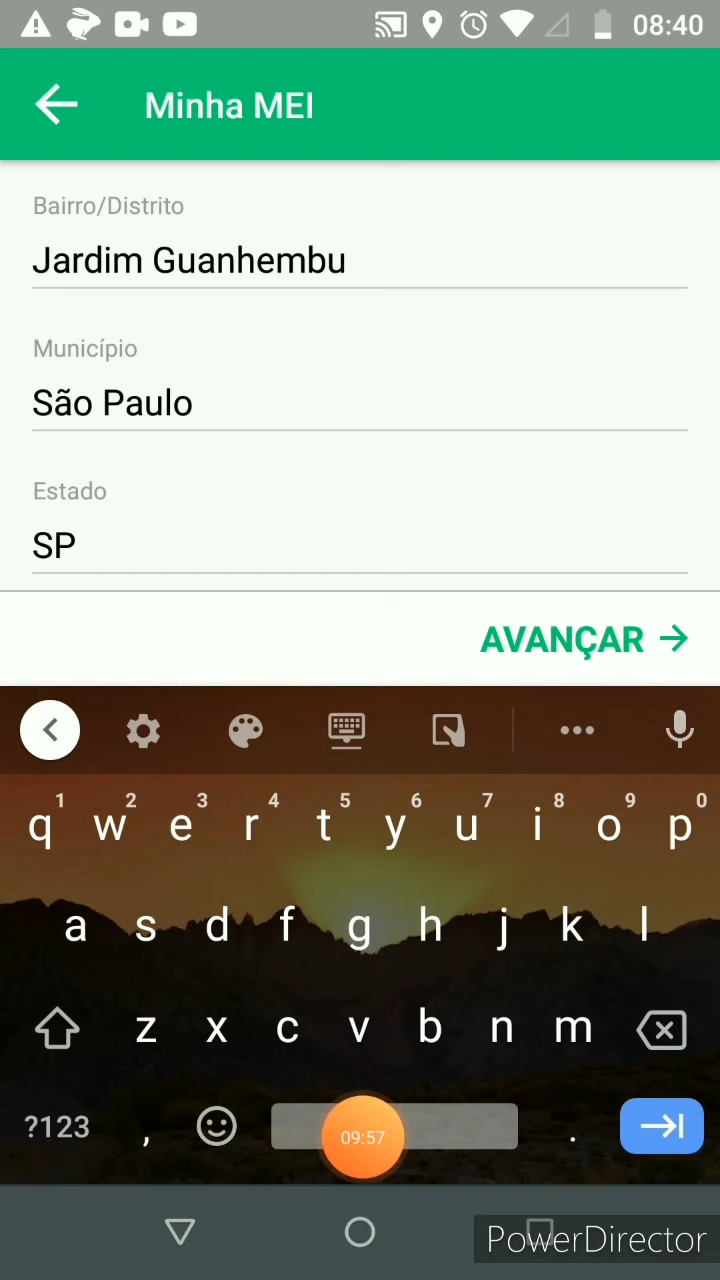 08:40
Minha MEI
Bairro/Distrito
Jardim Guanhembu
Município
São Paulo
Estado
SP
AVANÇAR
1 2 3 4 5 6 7 8 9 0
q w e r t y u i o p
a s d f g h j k l
z x c v b n m
?123 , 09:57 .
PowerDirector